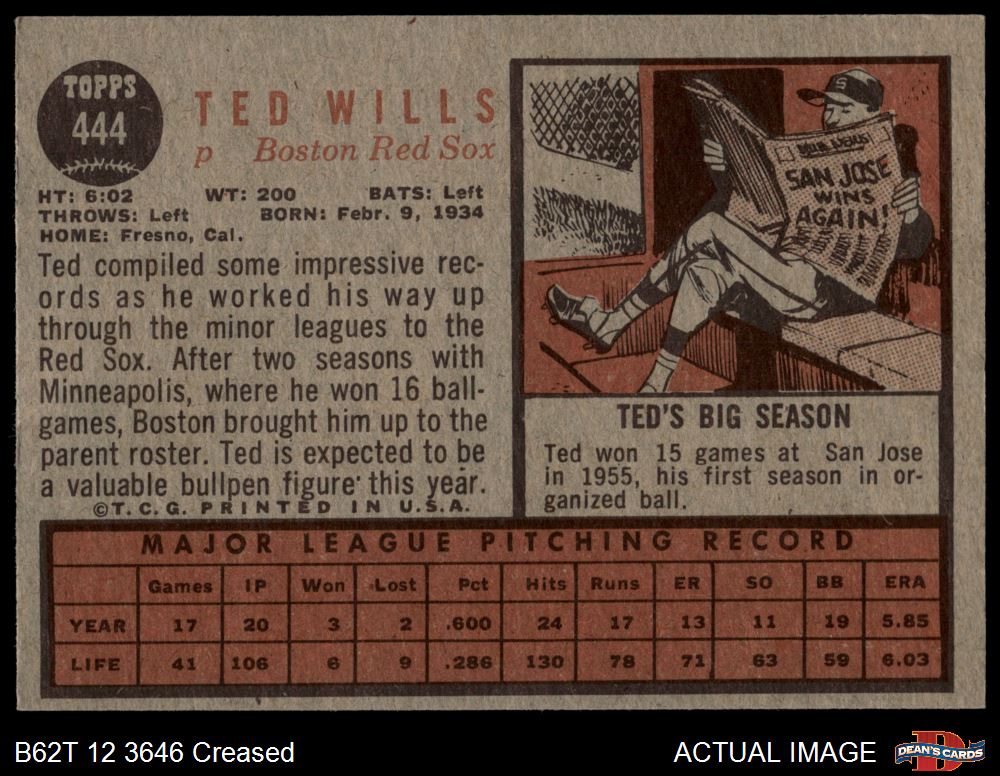 TOPPS
444
TED WILLS
p Boston Red Sox
HT: 6:02 WT: 200 BATS: Left
THROWS: Left BORN: Febr. 9, 1934
HOME: Fresno, Cal.
Ted compiled some impressive rec-
ords as he worked his way up
through the minor leagues to the
Red Sox. After two seasons with
Minneapolis, where he won 16 ball-
games, Boston brought him up to the
parent roster. Ted is expected to be
a valuable bullpen figure this year.
©T.C.G. PRINTED IN U.S.A.
S
SAN JOSE
WINS
AGAIN!
TED'S BIG SEASON
Ted won 15 games at San Jose
in 1955, his first season in or-
ganized ball.
MAJOR LEAGUE PITCHING RECORD
Games IP Won Lost Pct Hits Runs ER SO BB ERA
YEAR 17 20 3 2 .600 24 17 13 11 19 5.85
LIFE 41 106 6 9 .286 130 78 71 63 59 6.03
B62T 12 3646 Creased
ACTUAL IMAGE
D
DEAN'S CARDS